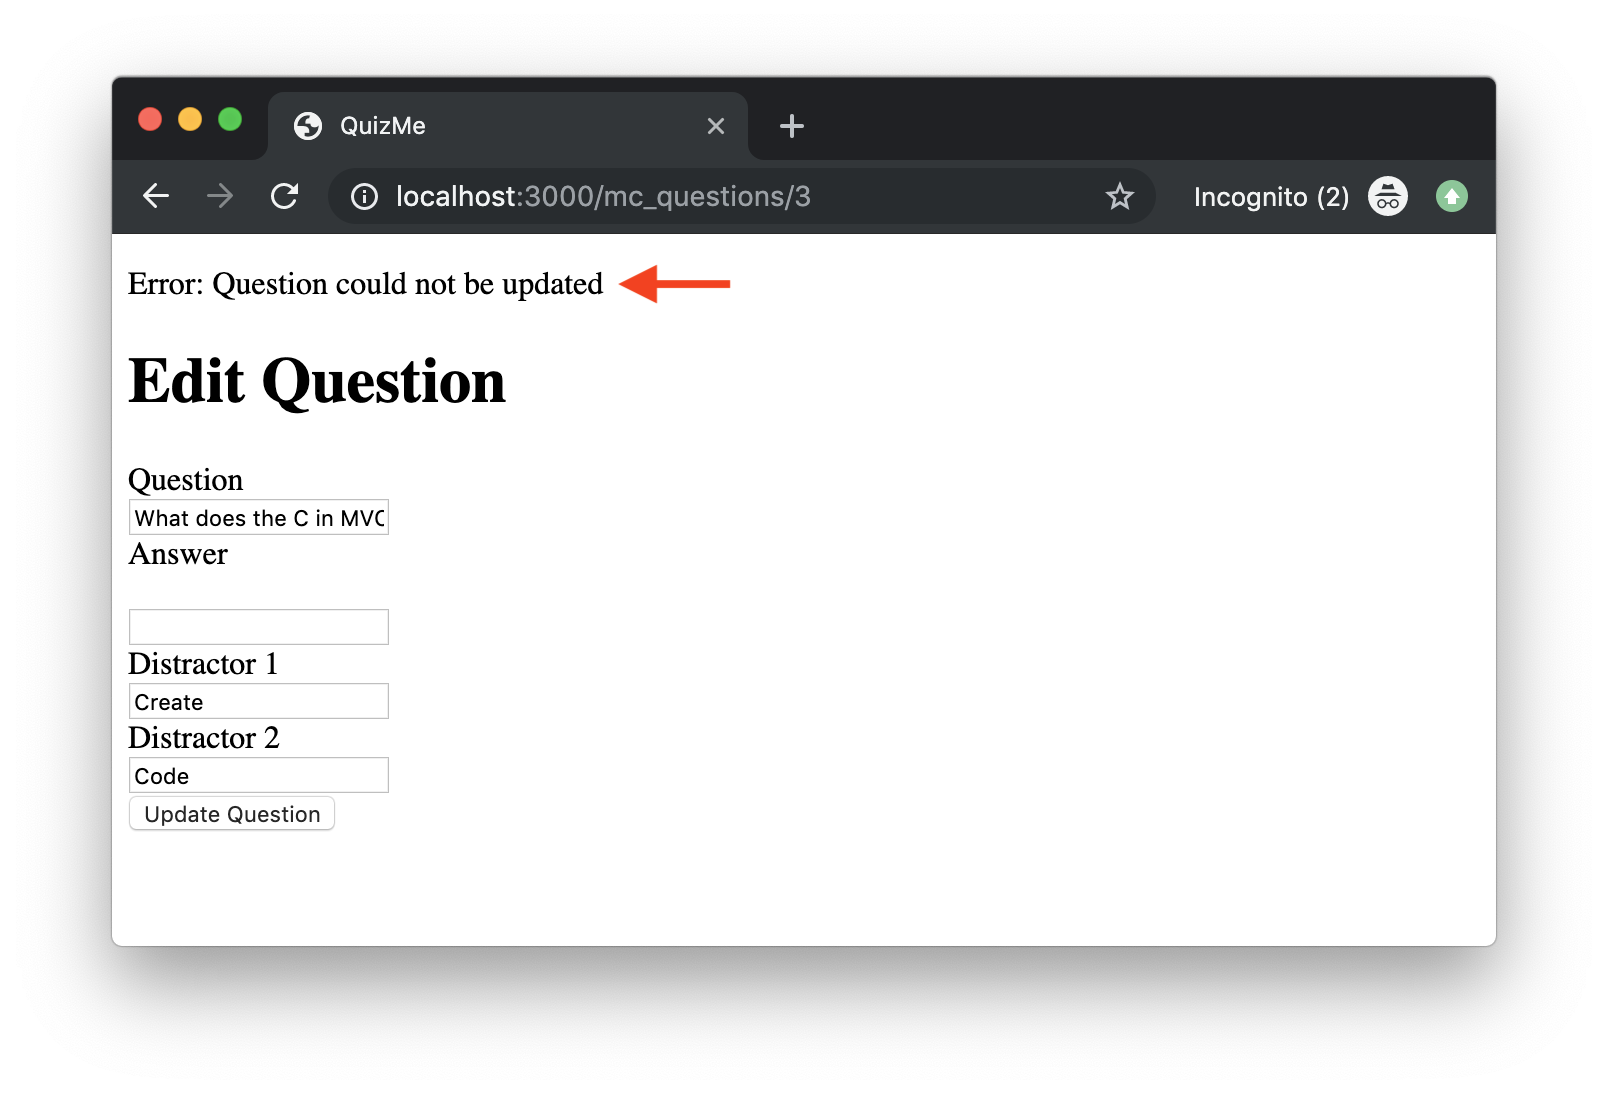 QuizMe
localhost:3000/mc_questions/3
Incognito (2)
Error: Question could not be updated
Edit Question
Question
What does the C in MVC
Answer
Distractor 1
Create
Distractor 2
Code
Update Question